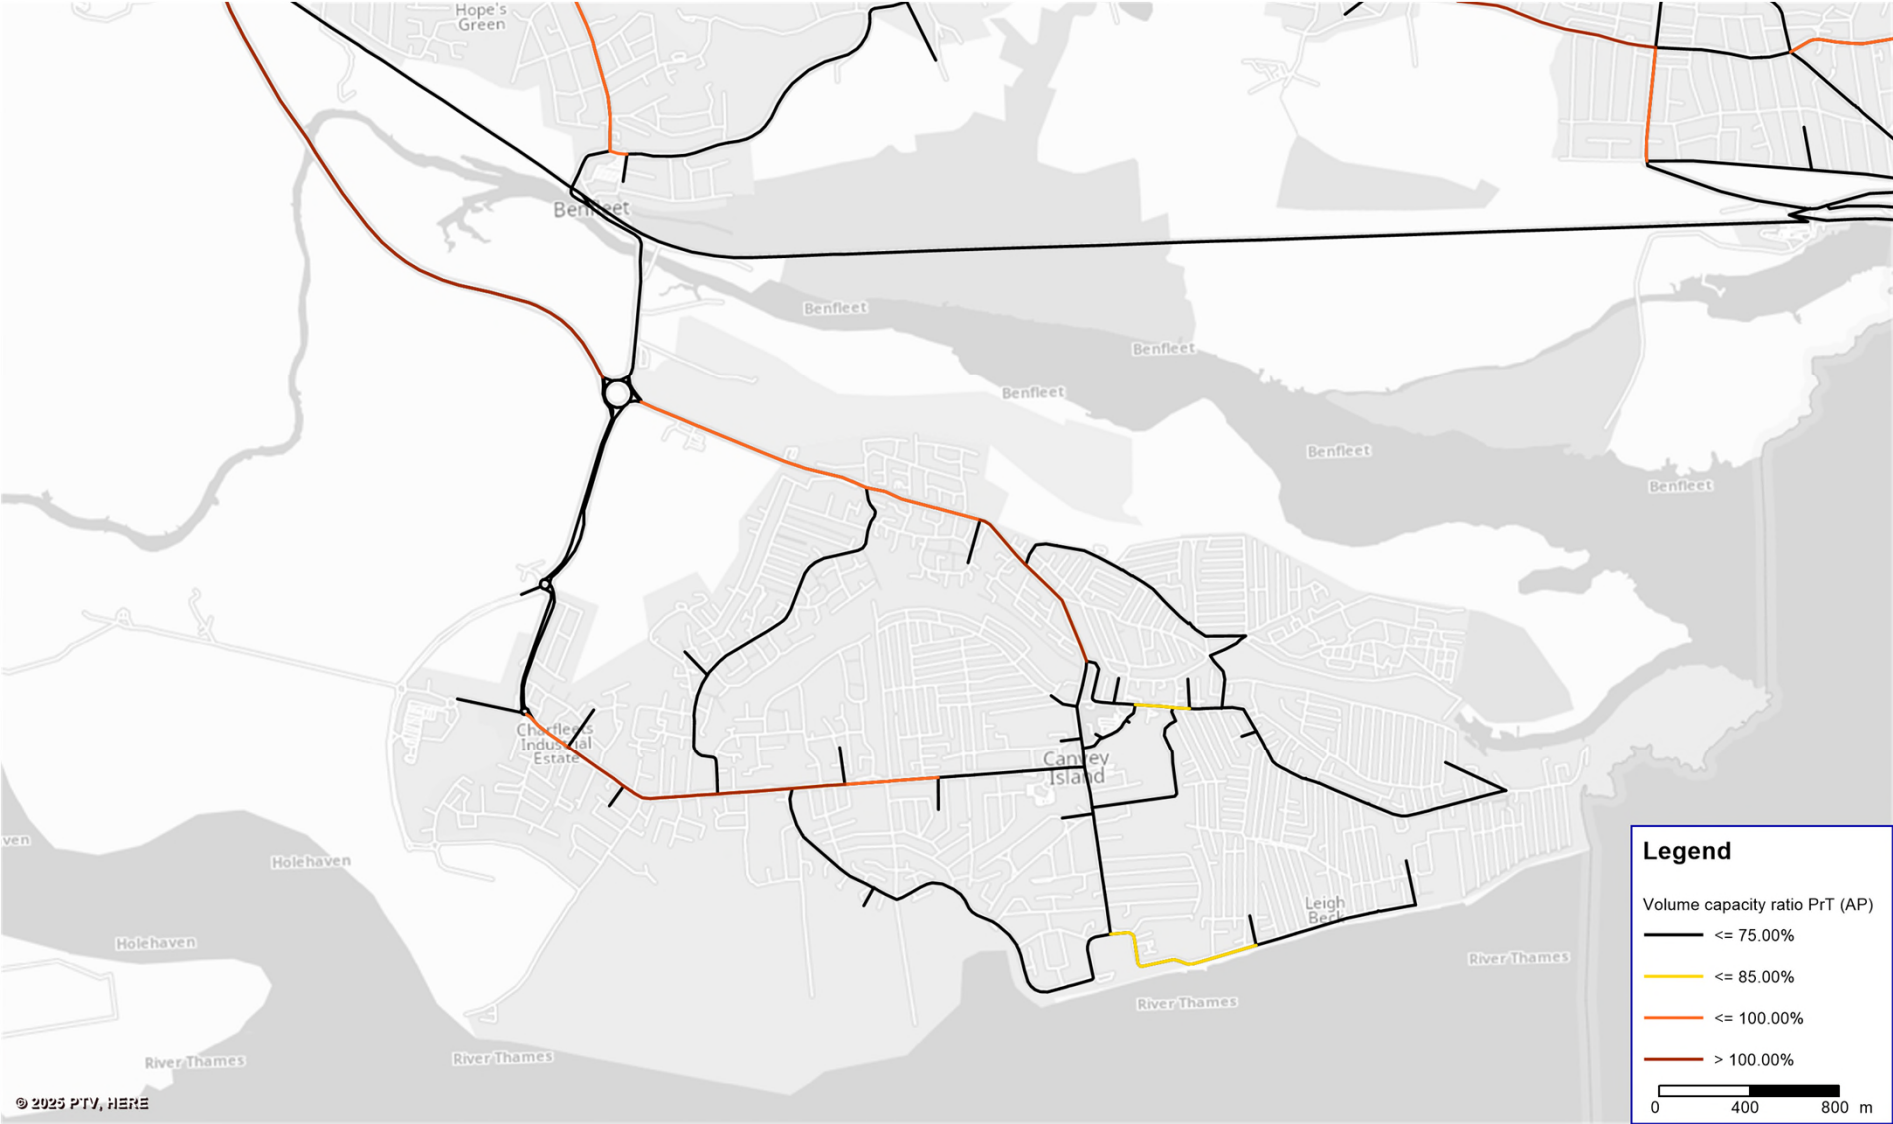 Hope's
Green
Benfleet
Benfleet
Benfleet
Benfleet
Benfleet
Benfleet
Charfleets
Industrial
Estate
Canvey
Island
ven
Holehaven
Holehaven
Leigh
Beck
River Thames
River Thames
River Thames
River Thames
Legend
Volume capacity ratio PrT (AP)
<= 75.00%
<= 85.00%
<= 100.00%
> 100.00%
0 400 800 m
© 2025 PTV, HERE